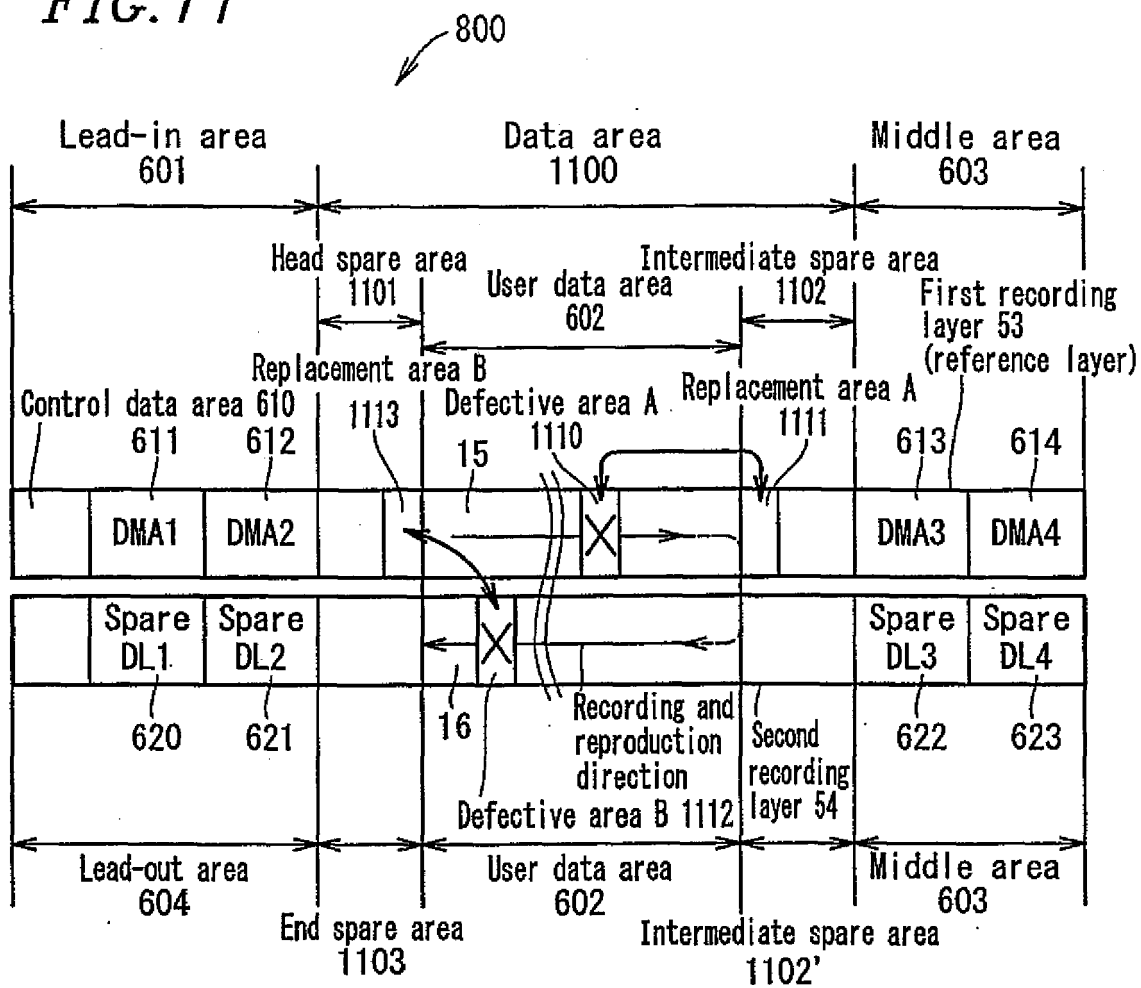 FIG. 11
800
Lead-in area
601
Data area
1100
Middle area
603
Head spare area
1101
User data area
602
Intermediate spare area
1102
First recording
layer 53
(reference layer)
Replacement area B
1113
Defective area A
1110
Replacement area A
1111
Control data area 610
611
612
15
613
614
DMA1
DMA2
DMA3
DMA4
Spare
DL1
Spare
DL2
Spare
DL3
Spare
DL4
620
621
16
Recording and
reproduction
direction
Second
recording
layer 54
622
623
Defective area B 1112
Lead-out area
604
User data area
602
Middle area
603
End spare area
1103
Intermediate spare area
1102'